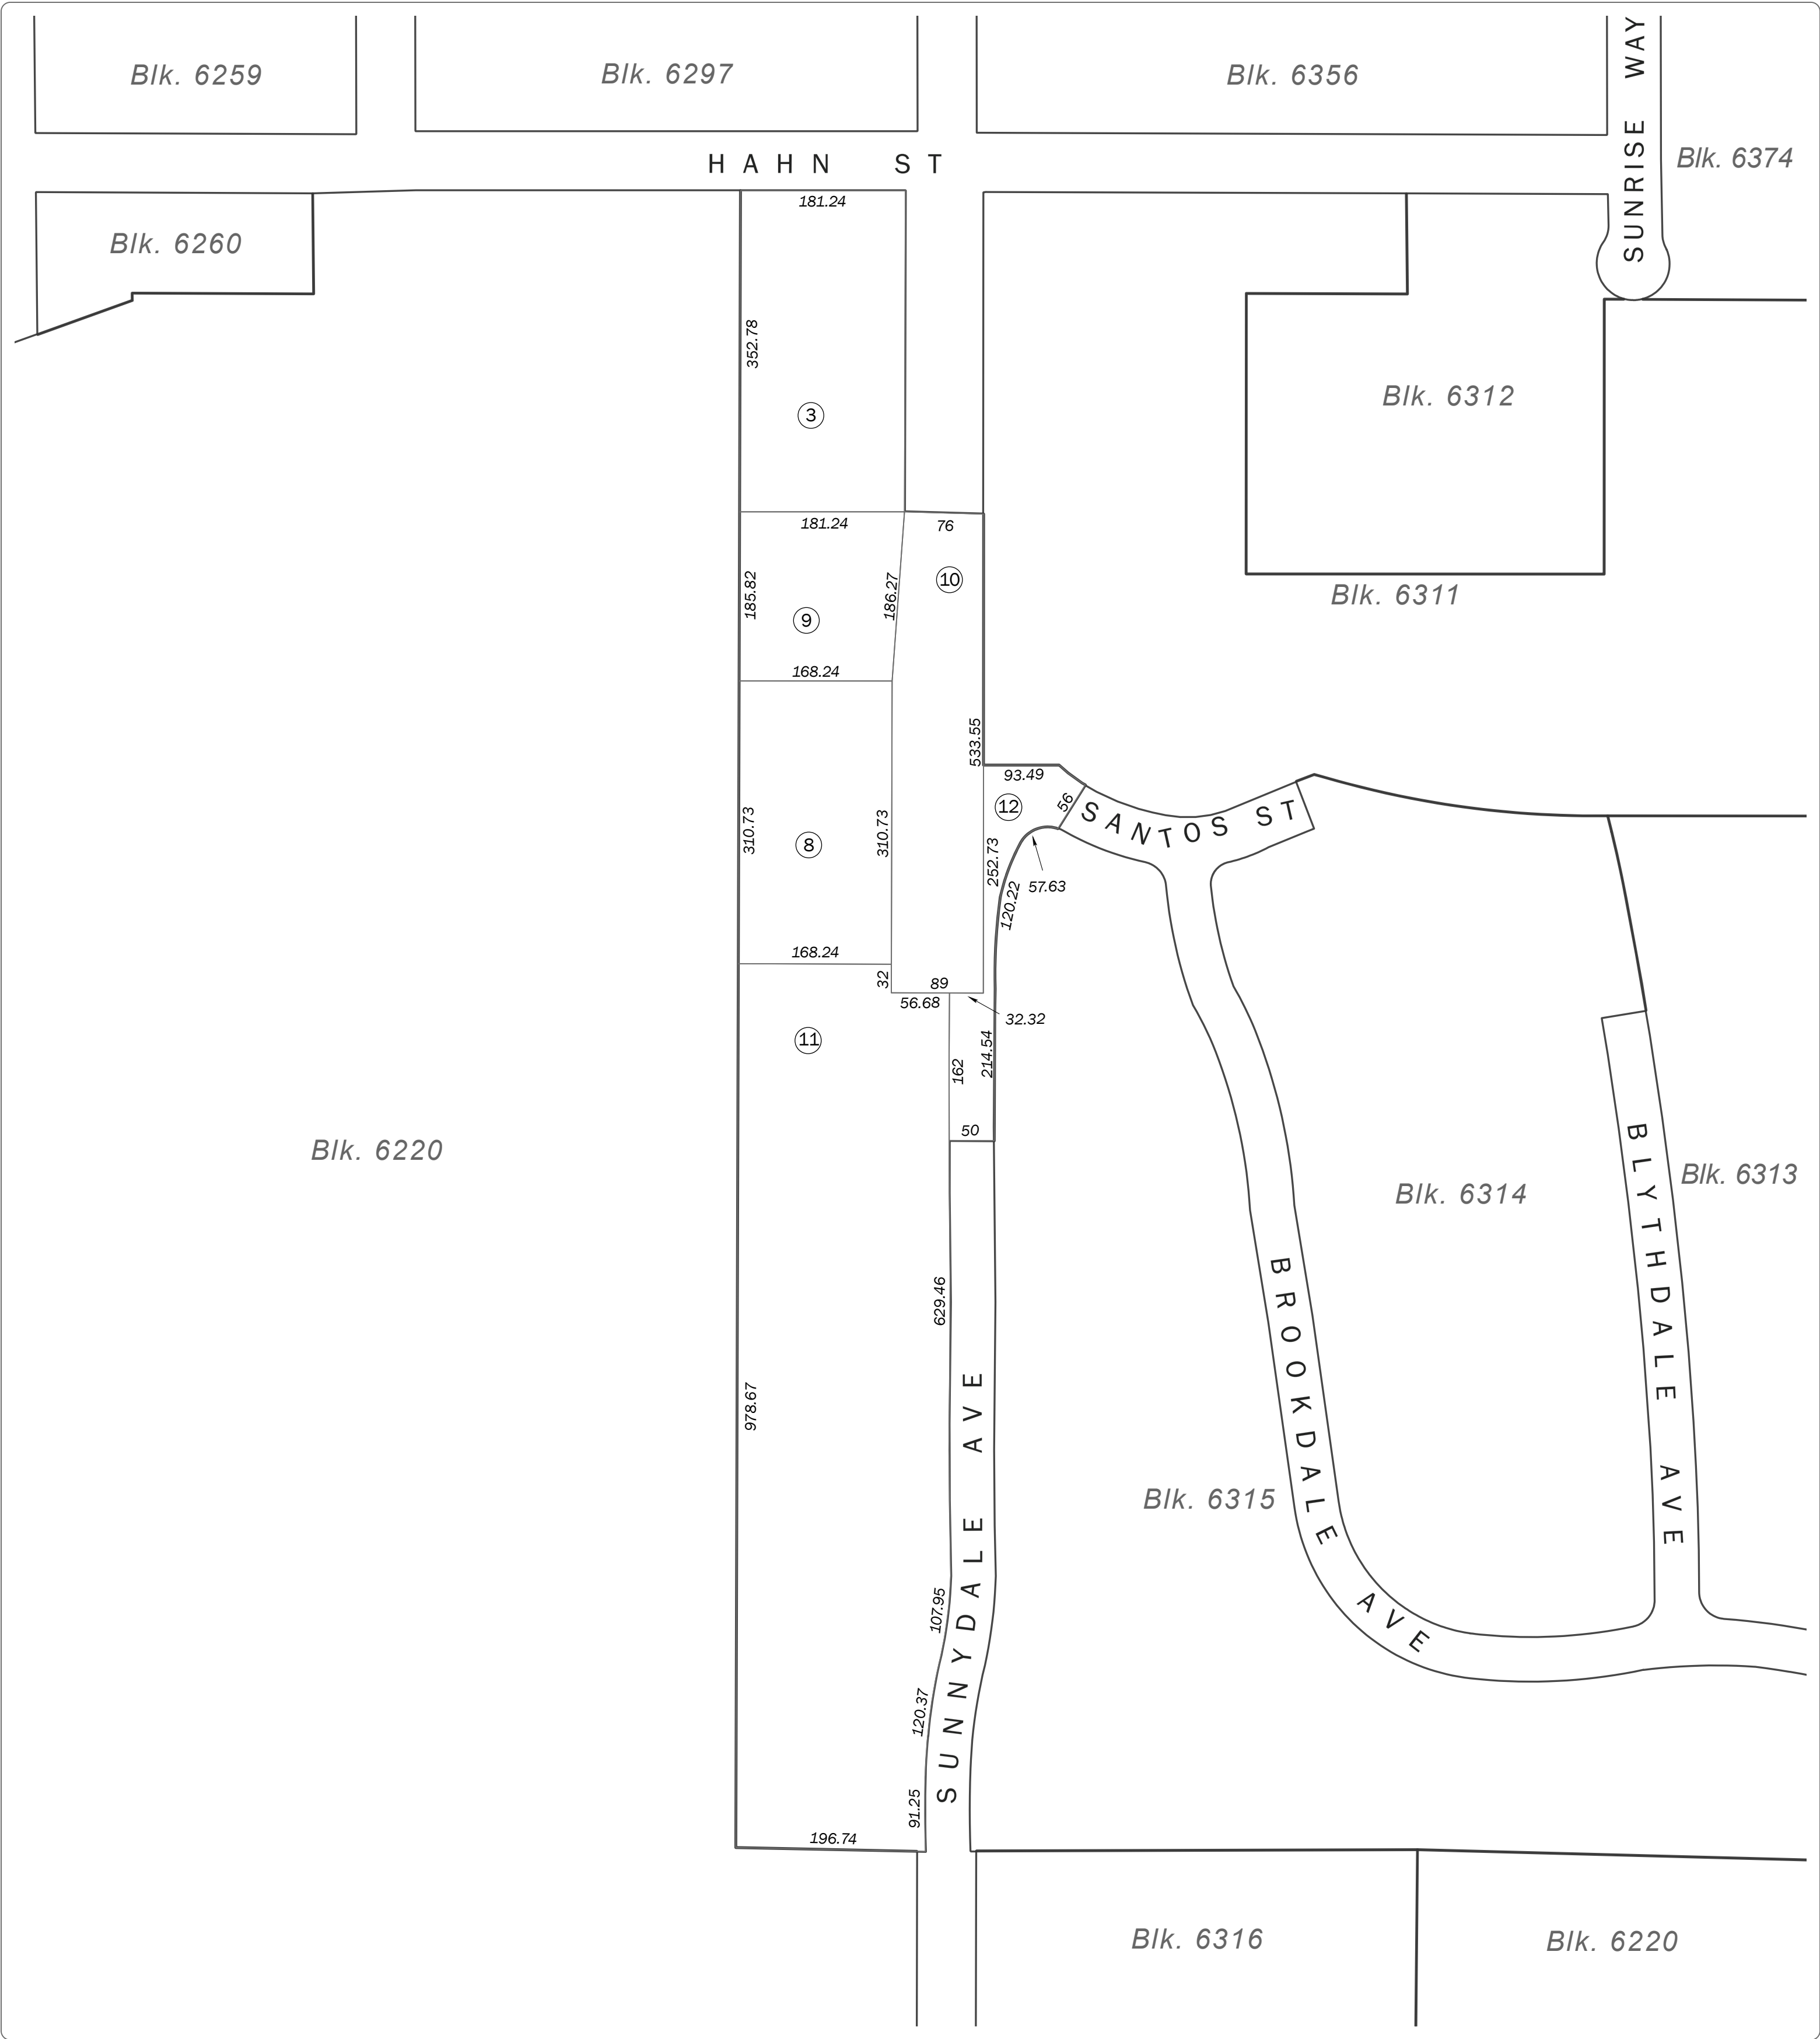 Blk. 6259
Blk. 6297
Blk. 6356
SUNRISE WAY
Blk. 6374
HAHN ST
181.24
Blk. 6260
352.78
3
Blk. 6312
181.24
76
10
185.82
186.27
9
Blk. 6311
168.24
533.55
93.49
12
56
SANTOS ST
310.73
8
310.73
252.73
57.63
120.22
168.24
32
89
56.68
32.32
11
162
214.54
50
Blk. 6220
Blk. 6314
Blk. 6313
BLYTHDALE AVE
BROOKDALE AVE
629.46
978.67
SUNNYDALE AVE
Blk. 6315
107.95
120.37
91.25
196.74
Blk. 6316
Blk. 6220